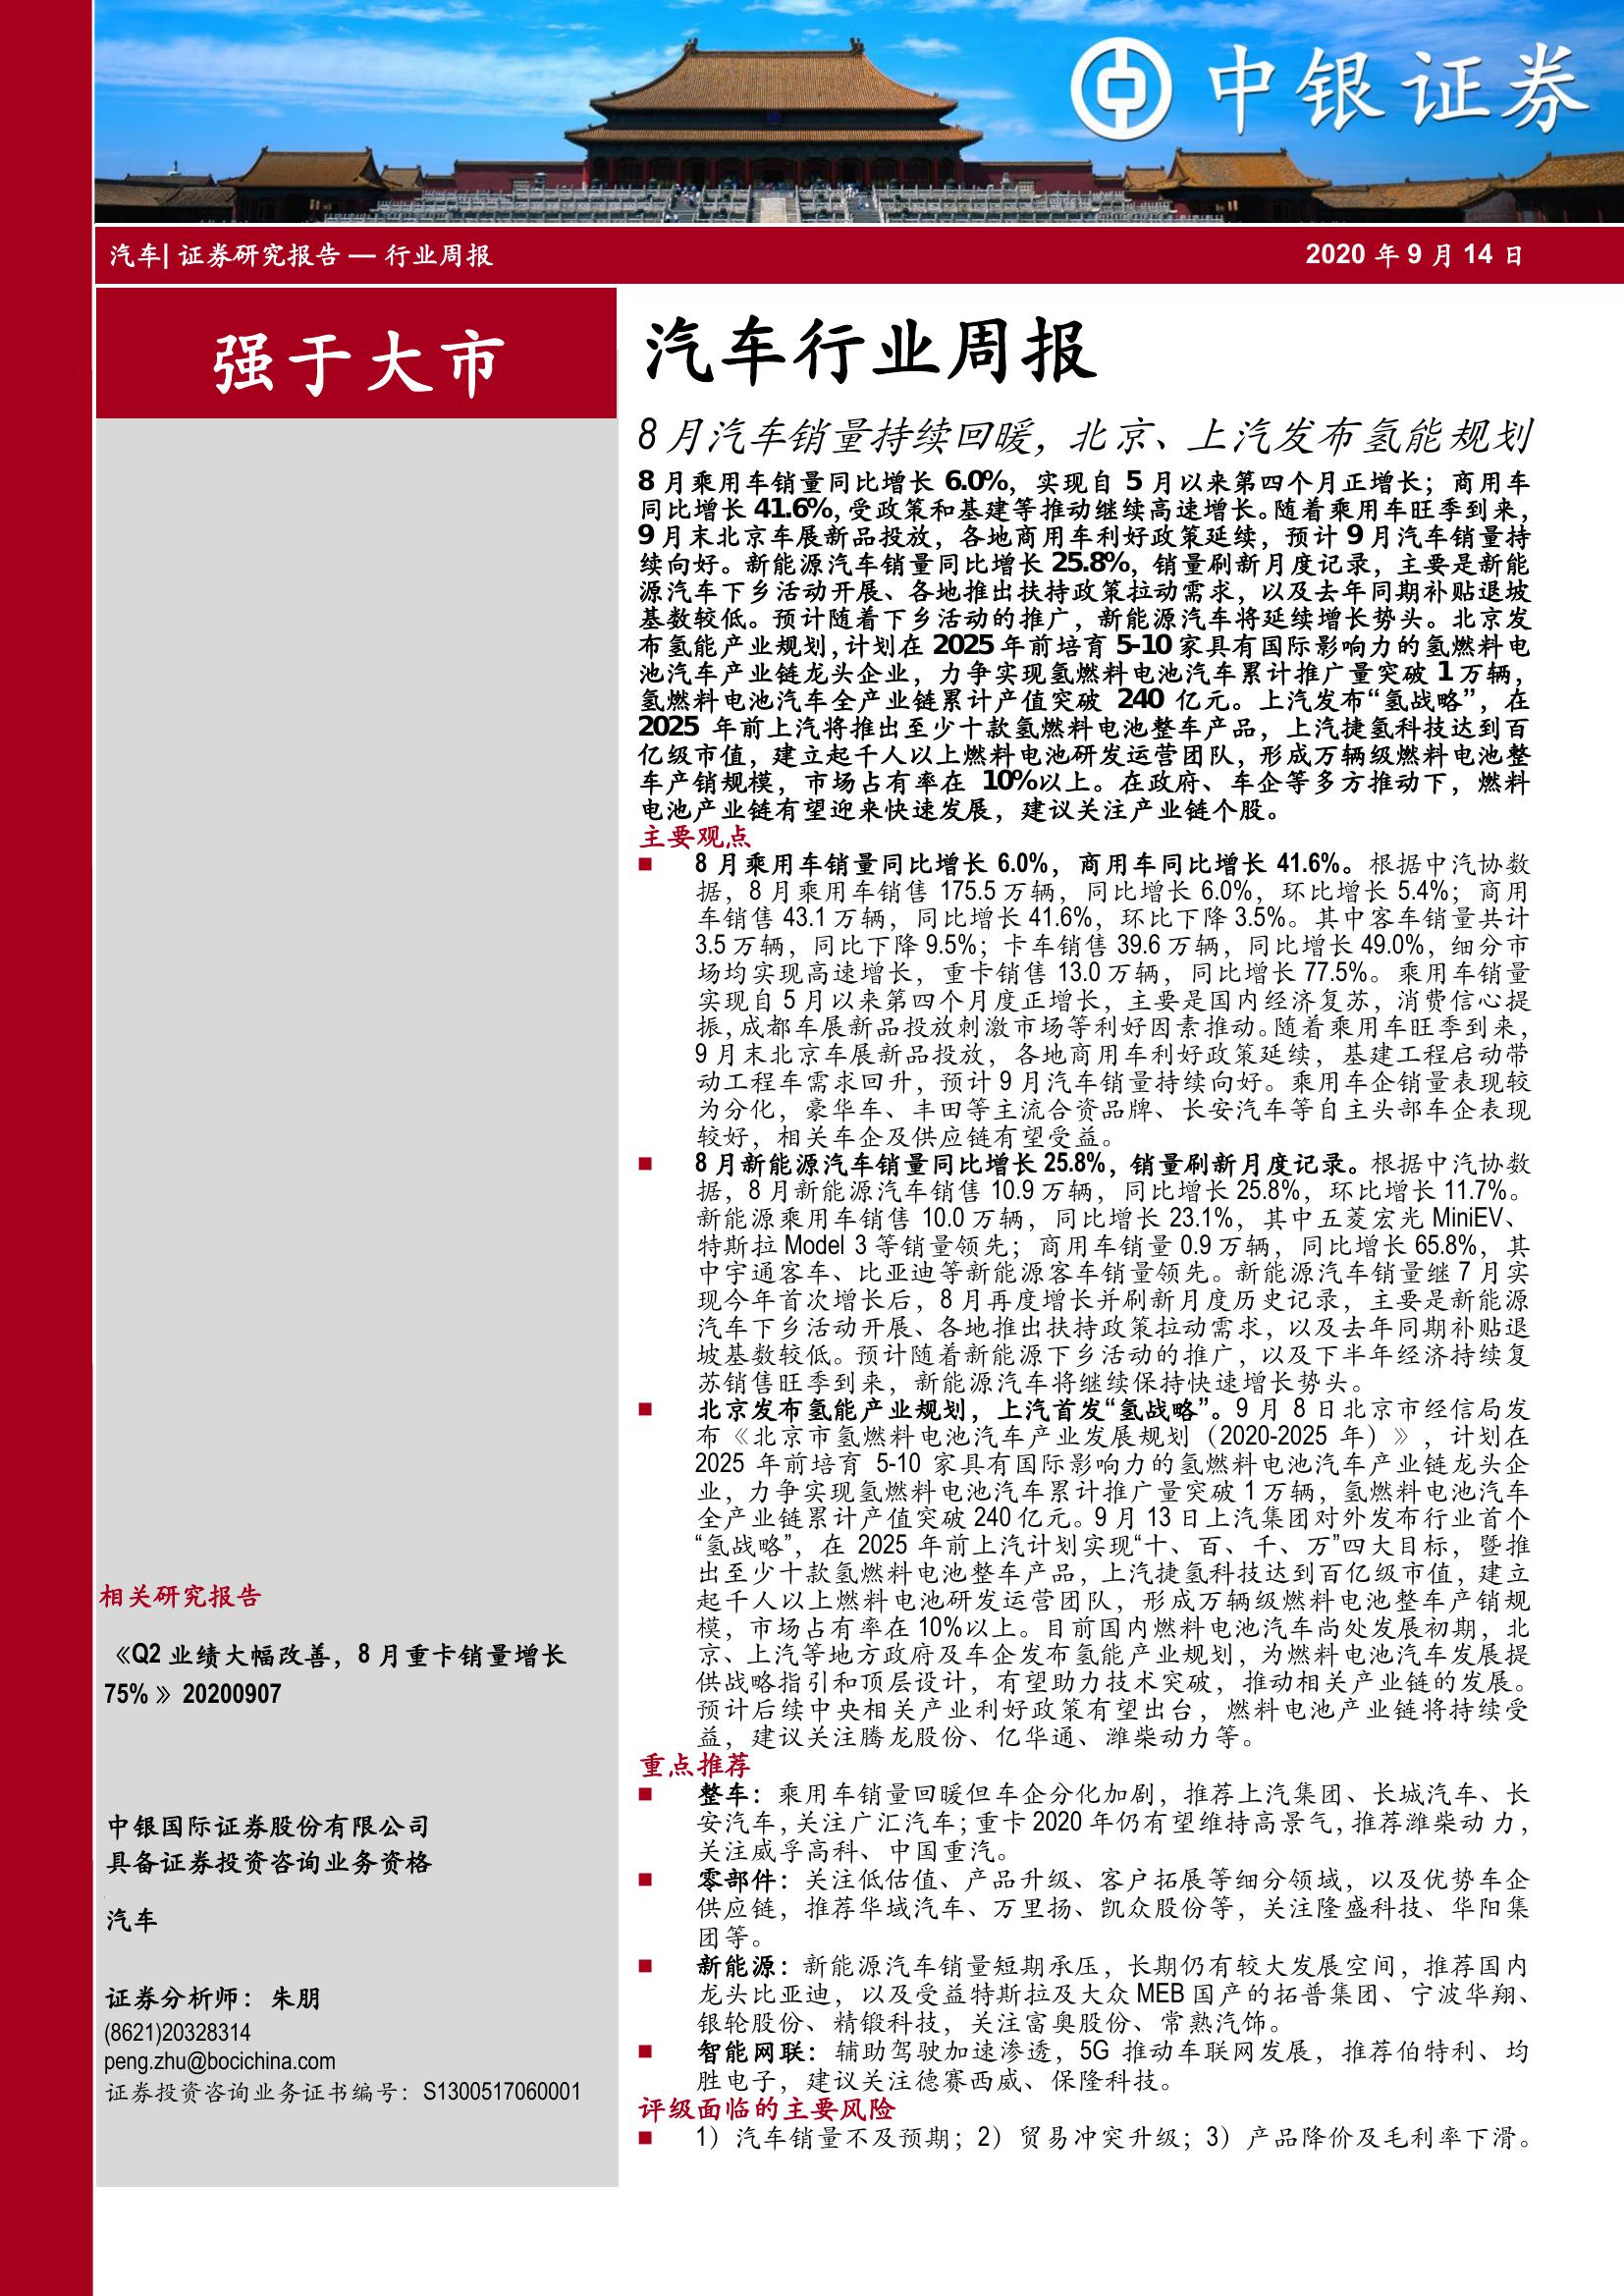 中银证券
汽车| 证券研究报告 — 行业周报
2020 年 9 月 14 日
强于大市
相关研究报告
《Q2 业绩大幅改善，8 月重卡销量增长
75% 》 20200907
中银国际证券股份有限公司
具备证券投资咨询业务资格
汽车
证券分析师：朱朋
(8621)20328314
peng.zhu@bocichina.com
证券投资咨询业务证书编号：S1300517060001
汽车行业周报
8 月汽车销量持续回暖，北京、上汽发布氢能规划
8 月乘用车销量同比增长 6.0%，实现自 5 月以来第四个月正增长；商用车
同比增长 41.6%，受政策和基建等推动继续高速增长。随着乘用车旺季到来，
9 月末北京车展新品投放，各地商用车利好政策延续，预计 9 月汽车销量持
续向好。新能源汽车销量同比增长 25.8%，销量刷新月度记录，主要是新能
源汽车下乡活动开展、各地推出扶持政策拉动需求，以及去年同期补贴退坡
基数较低。预计随着下乡活动的推广，新能源汽车将延续增长势头。北京发
布氢能产业规划，计划在 2025 年前培育 5-10 家具有国际影响力的氢燃料电
池汽车产业链龙头企业，力争实现氢燃料电池汽车累计推广量突破 1 万辆，
氢燃料电池汽车全产业链累计产值突破 240 亿元。上汽发布“氢战略”，在
2025 年前上汽将推出至少十款氢燃料电池整车产品，上汽捷氢科技达到百
亿级市值，建立起千人以上燃料电池研发运营团队，形成万辆级燃料电池整
车产销规模，市场占有率在 10%以上。在政府、车企等多方推动下，燃料
电池产业链有望迎来快速发展，建议关注产业链个股。
主要观点
■ 8 月乘用车销量同比增长 6.0%，商用车同比增长 41.6%。根据中汽协数
据，8 月乘用车销售 175.5 万辆，同比增长 6.0%，环比增长 5.4%；商用
车销售 43.1 万辆，同比增长 41.6%，环比下降 3.5%。其中客车销量共计
3.5 万辆，同比下降 9.5%；卡车销售 39.6 万辆，同比增长 49.0%，细分市
场均实现高速增长，重卡销售 13.0 万辆，同比增长 77.5%。乘用车销量
实现自 5 月以来第四个月度正增长，主要是国内经济复苏，消费信心提
振，成都车展新品投放刺激市场等利好因素推动。随着乘用车旺季到来，
9 月末北京车展新品投放，各地商用车利好政策延续，基建工程启动带
动工程车需求回升，预计 9 月汽车销量持续向好。乘用车企销量表现较
为分化，豪华车、丰田等主流合资品牌、长安汽车等自主头部车企表现
较好，相关车企及供应链有望受益。
■ 8 月新能源汽车销量同比增长 25.8%，销量刷新月度记录。根据中汽协数
据，8 月新能源汽车销售 10.9 万辆，同比增长 25.8%，环比增长 11.7%。
新能源乘用车销售 10.0 万辆，同比增长 23.1%，其中五菱宏光 MiniEV、
特斯拉 Model 3 等销量领先；商用车销量 0.9 万辆，同比增长 65.8%，其
中宇通客车、比亚迪等新能源客车销量领先。新能源汽车销量继 7 月实
现今年首次增长后，8 月再度增长并刷新月度历史记录，主要是新能源
汽车下乡活动开展、各地推出扶持政策拉动需求，以及去年同期补贴退
坡基数较低。预计随着新能源下乡活动的推广，以及下半年经济持续复
苏销售旺季到来，新能源汽车将继续保持快速增长势头。
■ 北京发布氢能产业规划，上汽首发“氢战略”。9 月 8 日北京市经信局发
布《北京市氢燃料电池汽车产业发展规划（2020-2025 年）》，计划在
2025 年前培育 5-10 家具有国际影响力的氢燃料电池汽车产业链龙头企
业，力争实现氢燃料电池汽车累计推广量突破 1 万辆，氢燃料电池汽车
全产业链累计产值突破 240 亿元。9 月 13 日上汽集团对外发布行业首个
“氢战略”，在 2025 年前上汽计划实现“十、百、千、万”四大目标，暨推
出至少十款氢燃料电池整车产品，上汽捷氢科技达到百亿级市值，建立
起千人以上燃料电池研发运营团队，形成万辆级燃料电池整车产销规
模，市场占有率在 10%以上。目前国内燃料电池汽车尚处发展初期，北
京、上汽等地方政府及车企发布氢能产业规划，为燃料电池汽车发展提
供战略指引和顶层设计，有望助力技术突破，推动相关产业链的发展。
预计后续中央相关产业利好政策有望出台，燃料电池产业链将持续受
益，建议关注腾龙股份、亿华通、潍柴动力等。
重点推荐
■ 整车：乘用车销量回暖但车企分化加剧，推荐上汽集团、长城汽车、长
安汽车，关注广汇汽车；重卡 2020 年仍有望维持高景气，推荐潍柴动力，
关注威孚高科、中国重汽。
■ 零部件：关注低估值、产品升级、客户拓展等细分领域，以及优势车企
供应链，推荐华域汽车、万里扬、凯众股份等，关注隆盛科技、华阳集
团等。
■ 新能源：新能源汽车销量短期承压，长期仍有较大发展空间，推荐国内
龙头比亚迪，以及受益特斯拉及大众 MEB 国产的拓普集团、宁波华翔、
银轮股份、精锻科技，关注富奥股份、常熟汽饰。
■ 智能网联：辅助驾驶加速渗透，5G 推动车联网发展，推荐伯特利、均
胜电子，建议关注德赛西威、保隆科技。
评级面临的主要风险
■ 1）汽车销量不及预期；2）贸易冲突升级；3）产品降价及毛利率下滑。